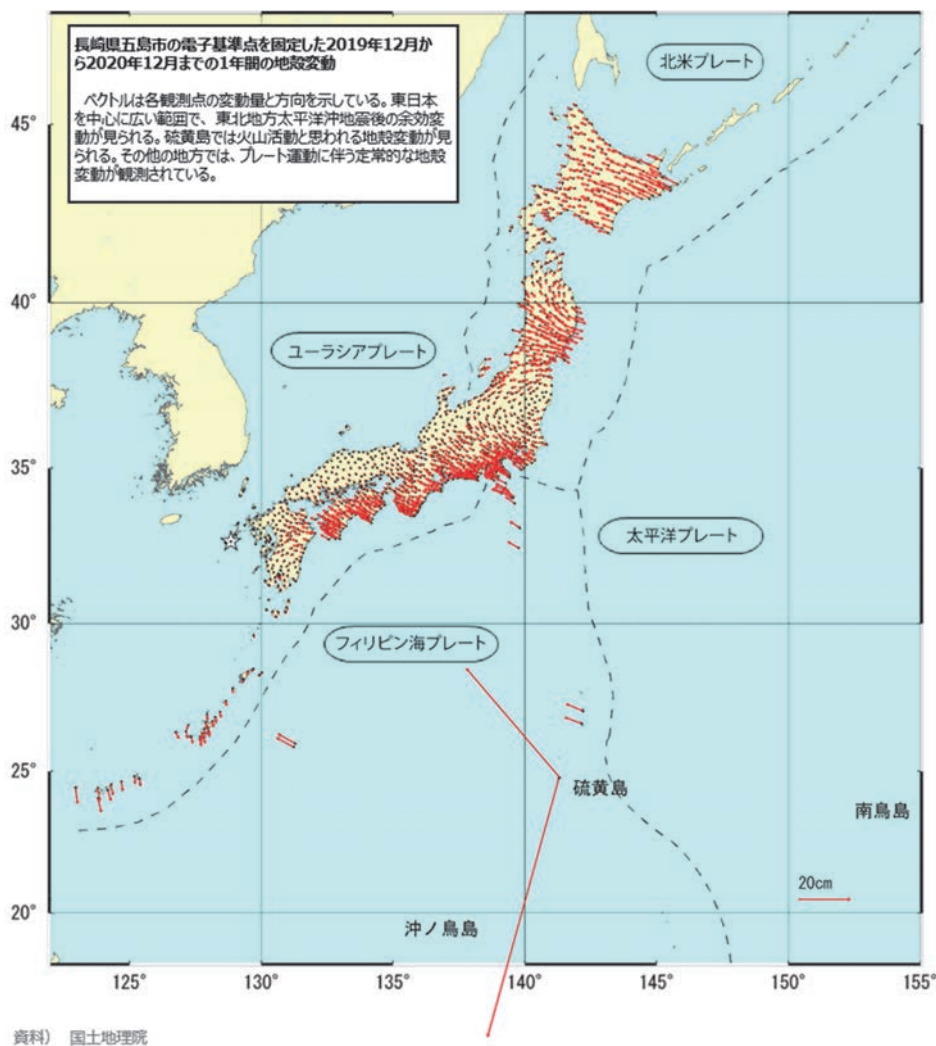 長崎県五島市の電子基準点を固定した2019年12月か
ら2020年12月までの1年間の地殻変動
ベクトルは各観測点の変動量と方向を示している。東日本
を中心に広い範囲で、東北地方太平洋沖地震後の余効変
動が見られる。硫黄島では火山活動と思われる地殻変動が見
られる。その他の地方では、プレート運動に伴う定常的な地殻
変動が観測されている。
北米プレート
45°
40°
ユーラシアプレート
35°
太平洋プレート
30°
フィリピン海プレート
25°
硫黄島
南鳥島
20cm
20°
沖ノ鳥島
125°
130°
135°
140°
145°
150°
155°
資料) 国土地理院